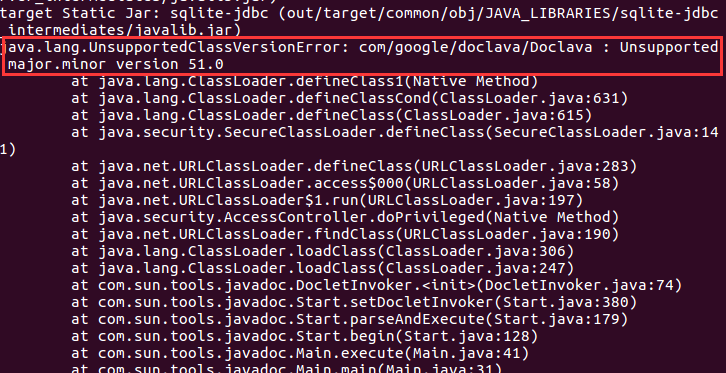 target Static Jar: sqlite-jdbc (out/target/common/obj/JAVA_LIBRARIES/sqlite-jdbc
_intermediates/javalib.jar)
java.lang.UnsupportedClassVersionError: com/google/doclava/Doclava : Unsupported
major.minor version 51.0
at java.lang.ClassLoader.defineClass1(Native Method)
at java.lang.ClassLoader.defineClassCond(ClassLoader.java:631)
at java.lang.ClassLoader.defineClass(ClassLoader.java:615)
at java.security.SecureClassLoader.defineClass(SecureClassLoader.java:14
1)
at java.net.URLClassLoader.defineClass(URLClassLoader.java:283)
at java.net.URLClassLoader.access$000(URLClassLoader.java:58)
at java.net.URLClassLoader$1.run(URLClassLoader.java:197)
at java.security.AccessController.doPrivileged(Native Method)
at java.net.URLClassLoader.findClass(URLClassLoader.java:190)
at java.lang.ClassLoader.loadClass(ClassLoader.java:306)
at java.lang.ClassLoader.loadClass(ClassLoader.java:247)
at com.sun.tools.javadoc.DocletInvoker.<init>(DocletInvoker.java:74)
at com.sun.tools.javadoc.Start.setDocletInvoker(Start.java:380)
at com.sun.tools.javadoc.Start.parseAndExecute(Start.java:179)
at com.sun.tools.javadoc.Start.begin(Start.java:128)
at com.sun.tools.javadoc.Main.execute(Main.java:41)
at com.sun.tools.javadoc.Main.main(Main.java:31)